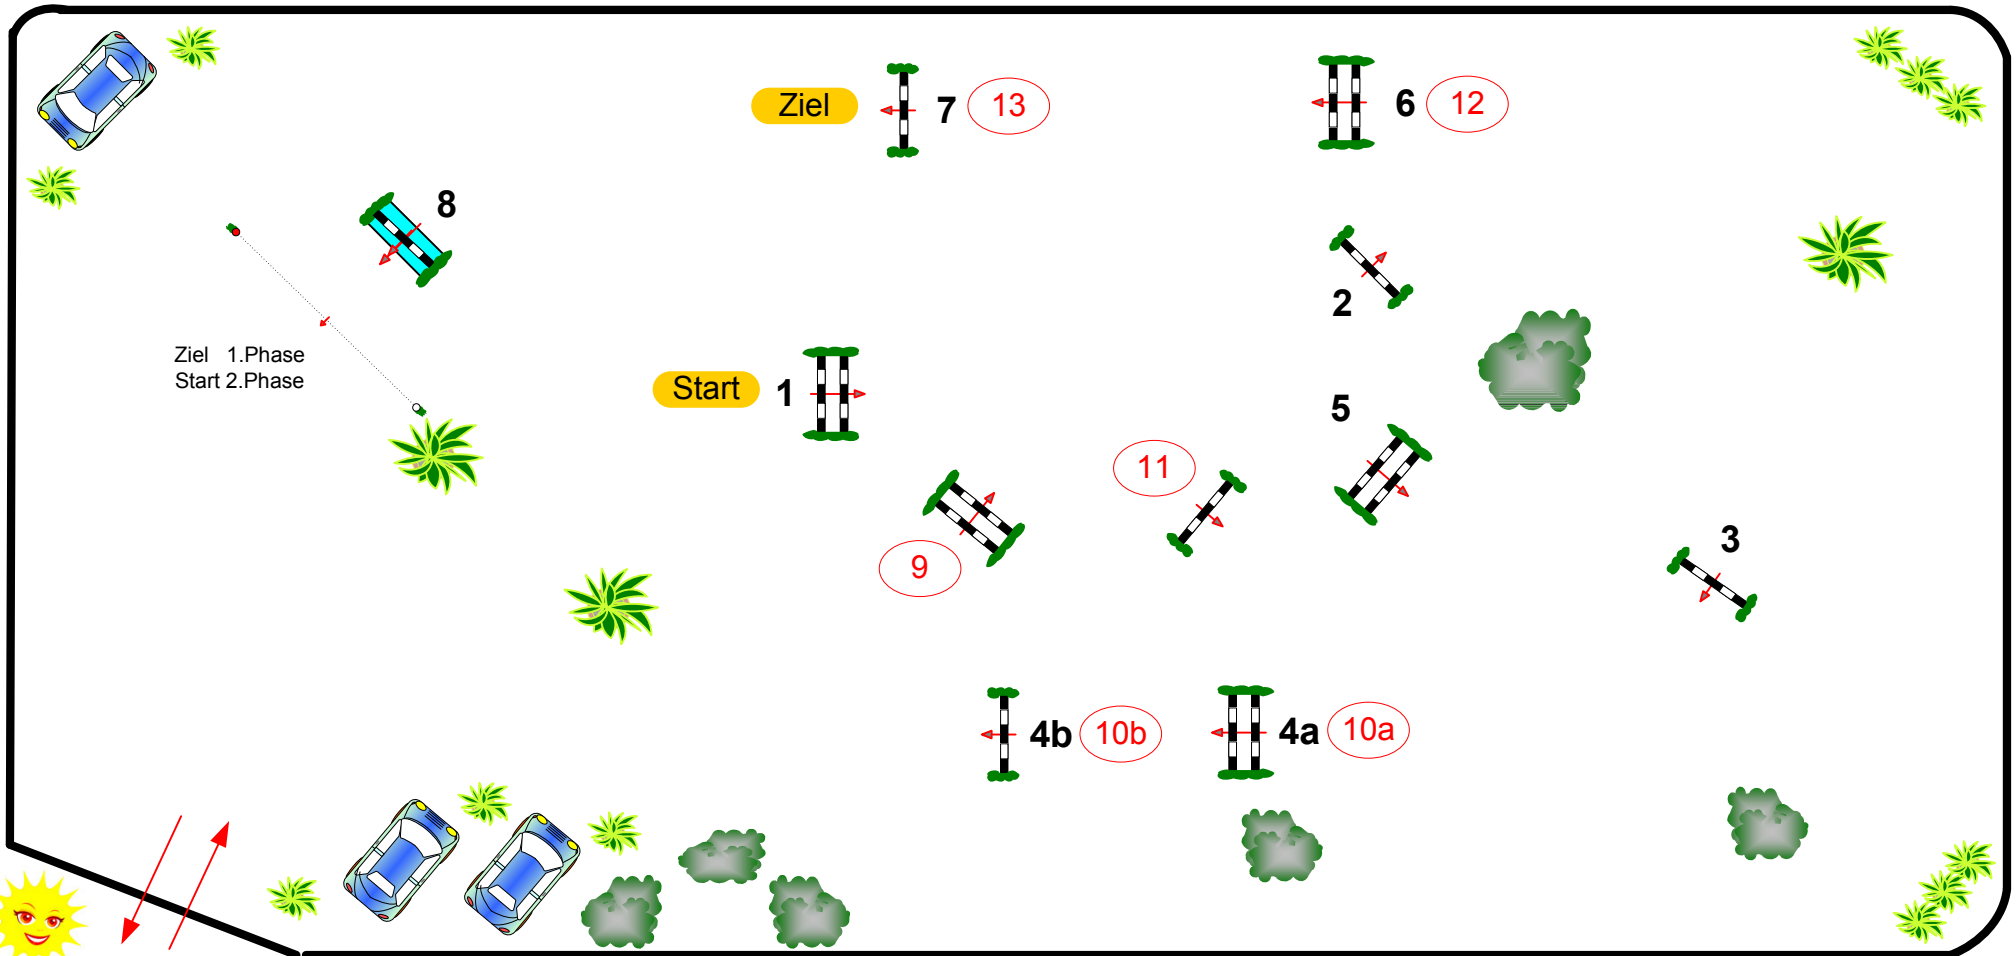 Ziel 7 13
6 12
8
2
Ziel 1.Phase
Start 2.Phase
Start 1
5
11
9
3
4b 10b
4a 10a